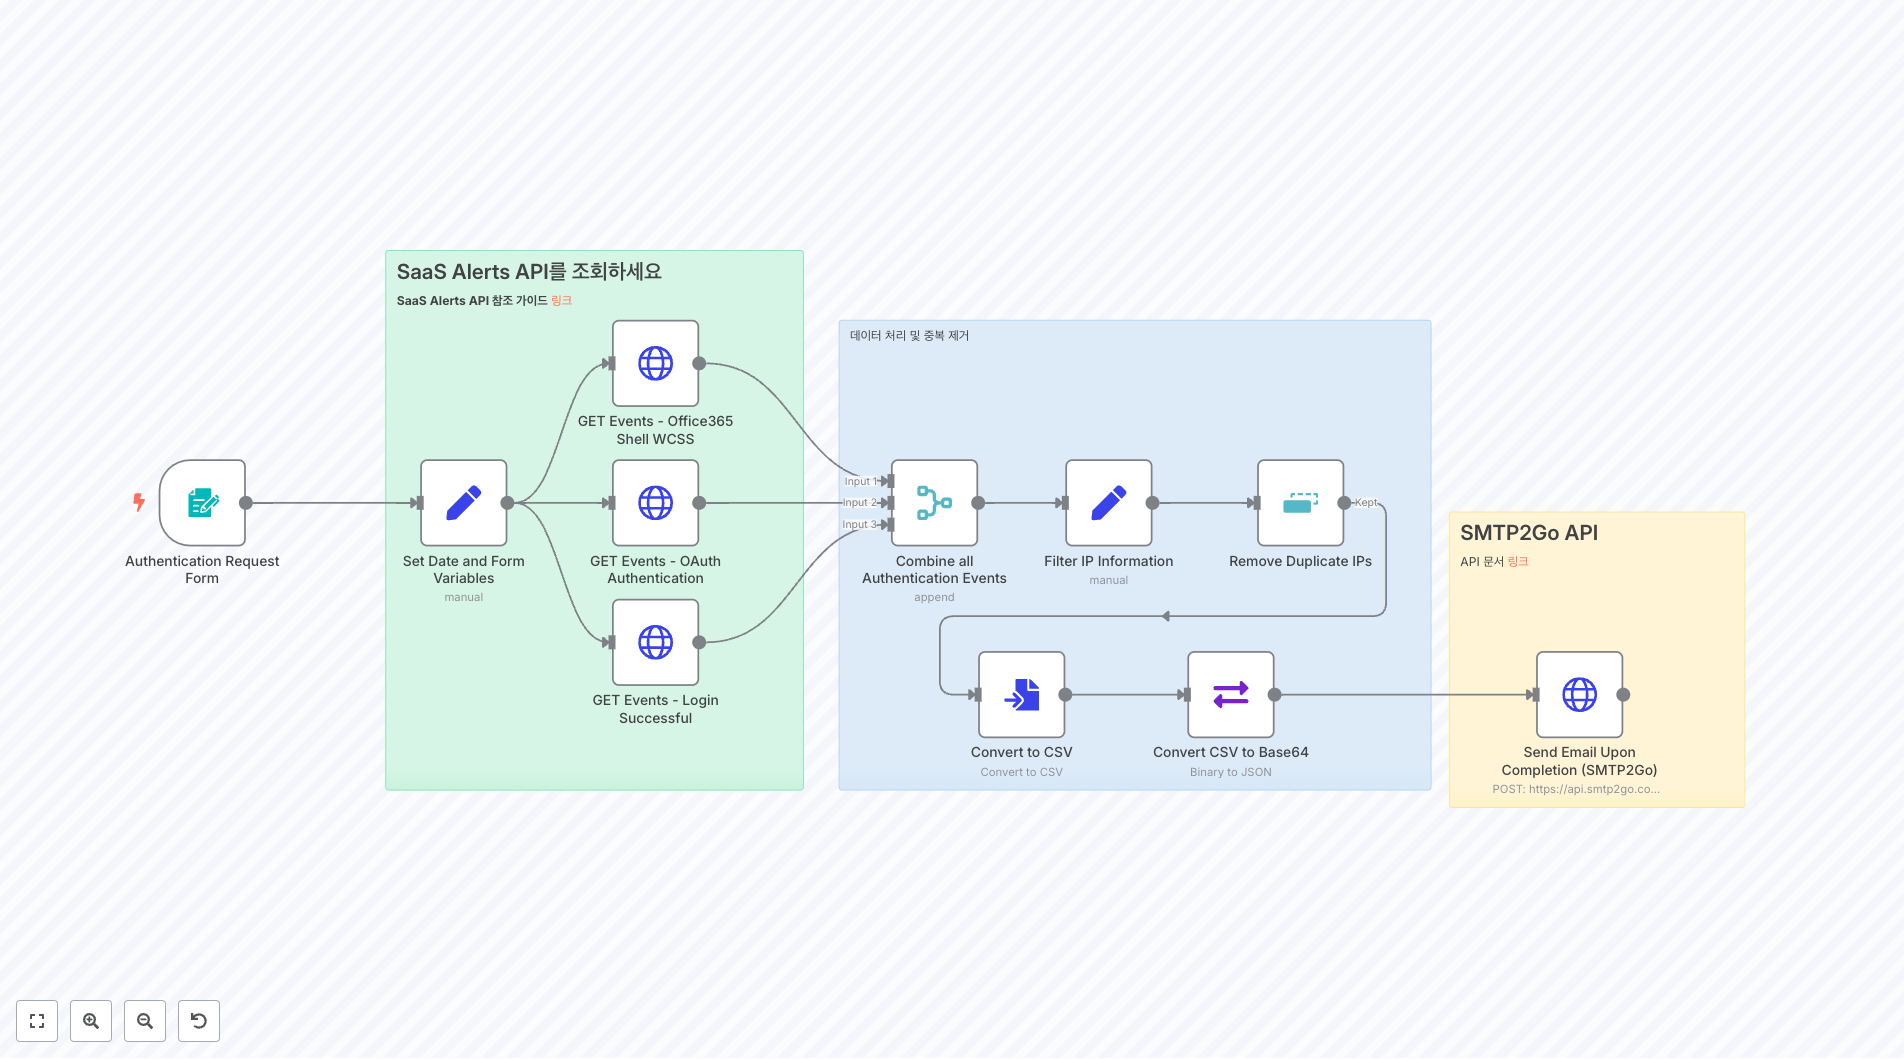 SaaS Alerts API를 조회하세요
SaaS Alerts API 참조 가이드 링크
GET Events - Office365
Shell WCSS
Authentication Request
Form
Set Date and Form
Variables
manual
GET Events - OAuth
Authentication
GET Events - Login
Successful
데이터 처리 및 중복 제거
Input 1
Input 2
Input 3
Combine all
Authentication Events
append
Filter IP Information
manual
Remove Duplicate IPs
Kept
Convert to CSV
Convert to CSV
Convert CSV to Base64
Binary to JSON
SMTP2Go API
API 문서 링크
Send Email Upon
Completion (SMTP2Go)
POST: https://api.smtp2go.co...